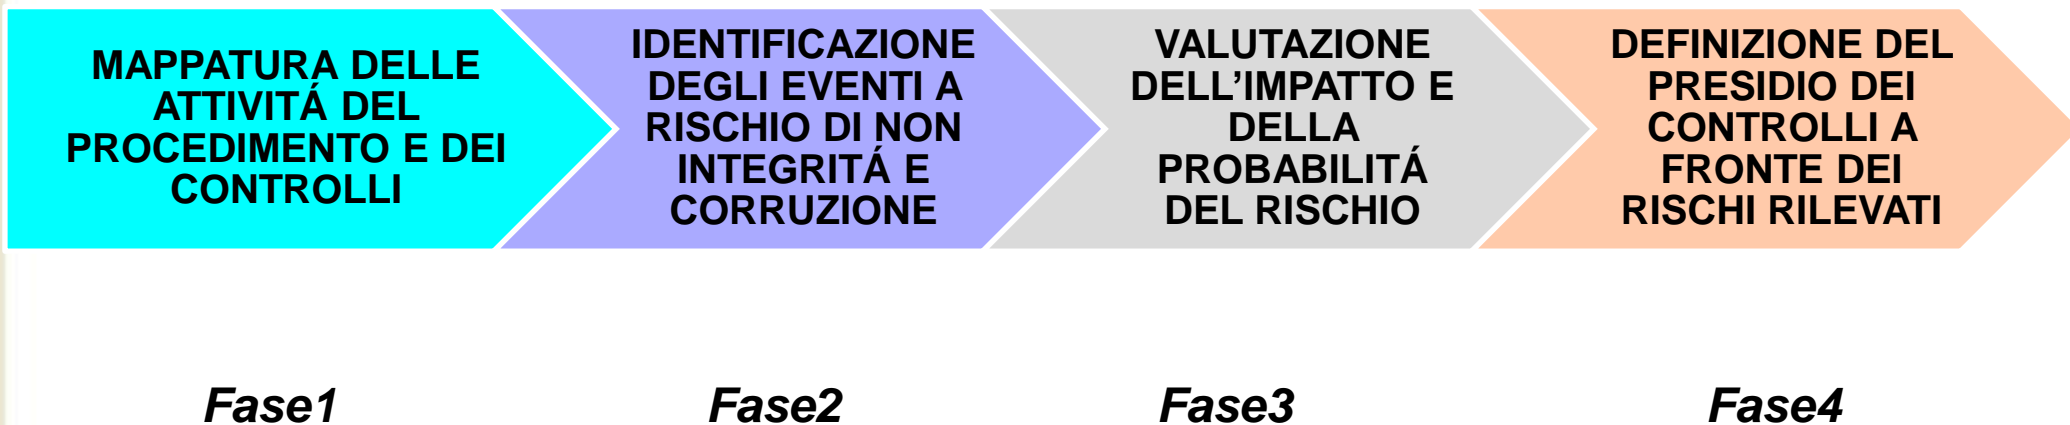 MAPPATURA DELLE
ATTIVITÁ DEL
PROCEDIMENTO E DEI
CONTROLLI
IDENTIFICAZIONE
DEGLI EVENTI A
RISCHIO DI NON
INTEGRITÁ E
CORRUZIONE
VALUTAZIONE
DELL’IMPATTO E
DELLA
PROBABILITÁ
DEL RISCHIO
DEFINIZIONE DEL
PRESIDIO DEI
CONTROLLI A
FRONTE DEI
RISCHI RILEVATI
Fase1
Fase2
Fase3
Fase4